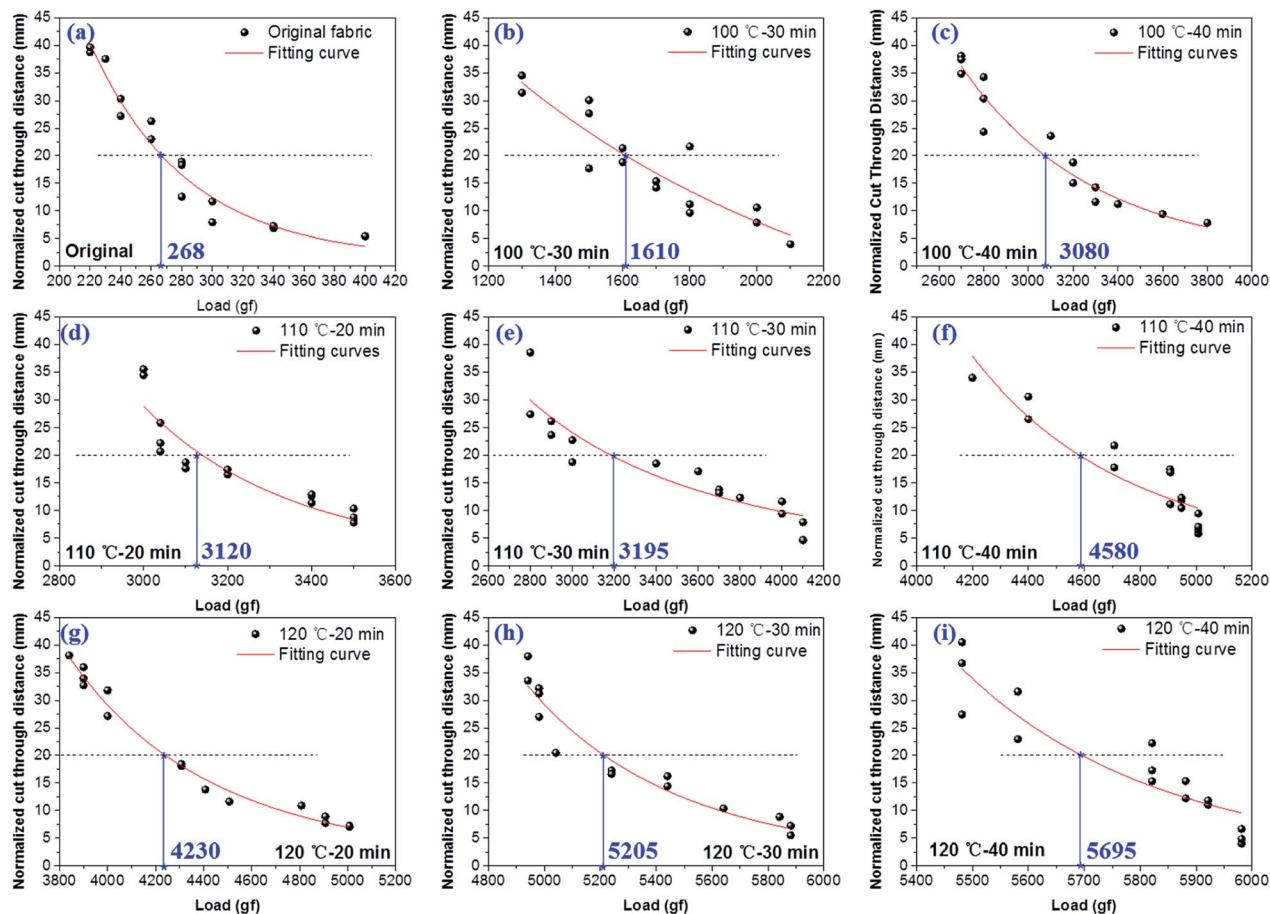 (a)
Original fabric
Fitting curve
Normalized cut through distance (mm)
45
40
35
30
25
20
15
10
5
0
Original
268
200 220 240 260 280 300 320 340 360 380 400 420
Load (gf)
(b)
100 ℃-30 min
Fitting curves
Normalized cut through distance (mm)
45
40
35
30
25
20
15
10
5
0
100 ℃-30 min
1610
1200 1400 1600 1800 2000 2200
Load (gf)
(c)
100 ℃-40 min
Fitting curves
Normalized Cut Through Distance (mm)
45
40
35
30
25
20
15
10
5
0
100 ℃-40 min
3080
2600 2800 3000 3200 3400 3600 3800 4000
Load (gf)
(d)
110 ℃-20 min
Fitting curves
Normalized cut through distance (mm)
45
40
35
30
25
20
15
10
5
0
110 ℃-20 min
3120
2800 3000 3200 3400 3600
Load (gf)
(e)
110 ℃-30 min
Fitting curves
Normalized cut through distance (mm)
45
40
35
30
25
20
15
10
5
0
110 ℃-30 min
3195
2600 2800 3000 3200 3400 3600 3800 4000 4200
Load (gf)
(f)
110 ℃-40 min
Fitting curve
Normalized cut through distance (mm)
45
40
35
30
25
20
15
10
5
0
110 ℃-40 min
4580
4000 4200 4400 4600 4800 5000 5200
Load (gf)
(g)
120 ℃-20 min
Fitting curve
Normalized cut through distance (mm)
45
40
35
30
25
20
15
10
5
0
4230
120 ℃-20 min
3800 4000 4200 4400 4600 4800 5000 5200
Load (gf)
(h)
120 ℃-30 min
Fitting curve
Normalized cut through distance (mm)
45
40
35
30
25
20
15
10
5
0
5205
120 ℃-30 min
4800 5000 5200 5400 5600 5800 6000
Load (gf)
(i)
120 ℃-40 min
Fitting curve
Normalized cut through distance (mm)
45
40
35
30
25
20
15
10
5
0
120 ℃-40 min
5695
5400 5500 5600 5700 5800 5900 6000
Load (gf)